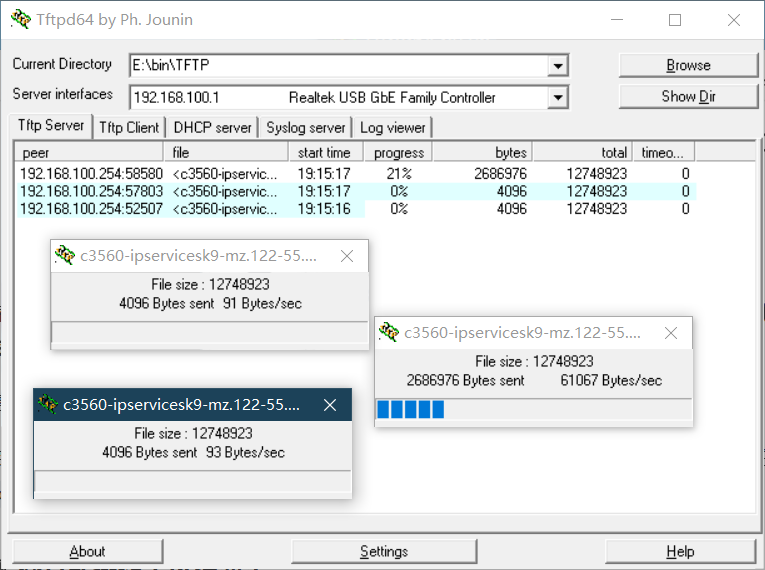 Tftpd64 by Ph. Jounin
Current Directory E:\bin\TFTP Browse
Server interfaces 192.168.100.1 Realtek USB GbE Family Controller Show Dir
Tftp Server Tftp Client DHCP server Syslog server Log viewer
peer file start time progress bytes total timeo...
192.168.100.254:58580 <c3560-ipservic... 19:15:17 21% 2686976 12748923 0
192.168.100.254:57803 <c3560-ipservic... 19:15:17 0% 4096 12748923 0
192.168.100.254:52507 <c3560-ipservic... 19:15:16 0% 4096 12748923 0
c3560-ipservicesk9-mz.122-55....
File size : 12748923
4096 Bytes sent 91 Bytes/sec
c3560-ipservicesk9-mz.122-55....
File size : 12748923
2686976 Bytes sent 61067 Bytes/sec
c3560-ipservicesk9-mz.122-55....
File size : 12748923
4096 Bytes sent 93 Bytes/sec
About Settings Help